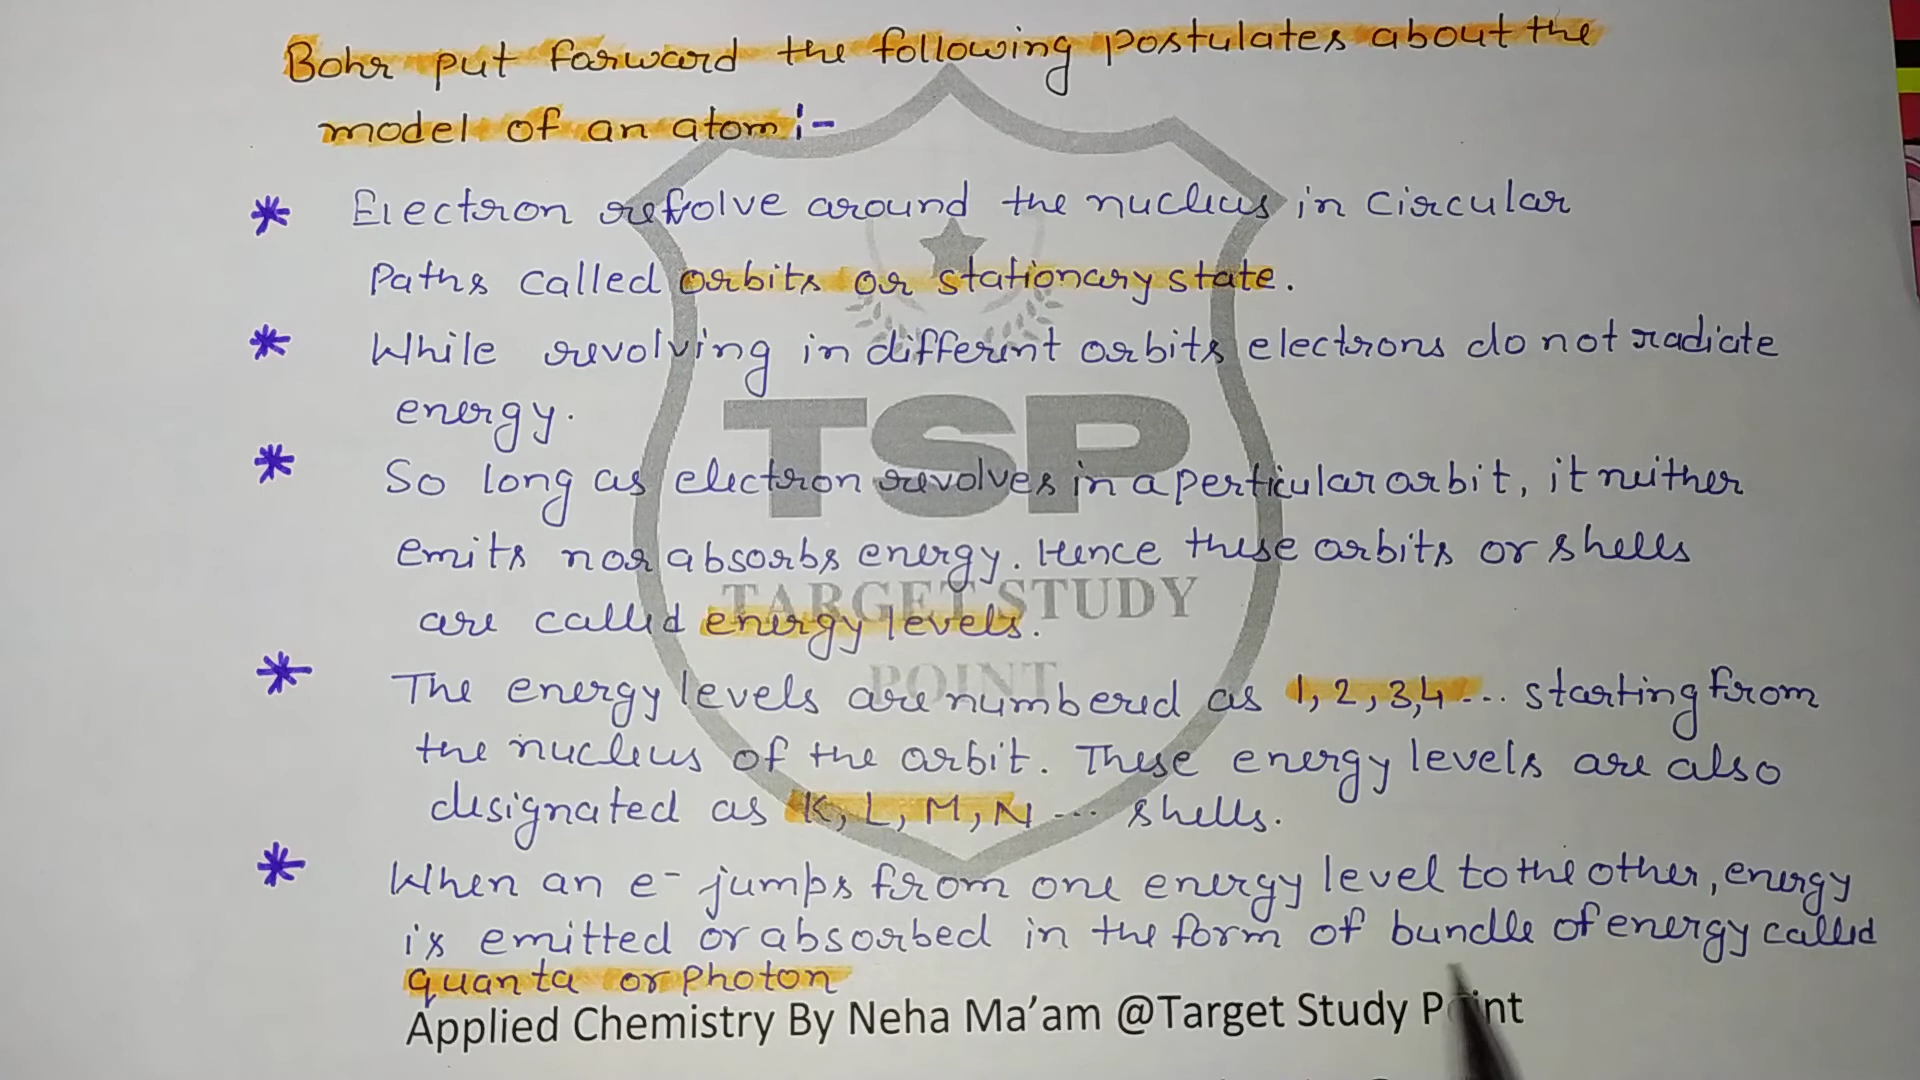 Bohr put forward the following postulates about the
model of an atom :-
* Electron revolve around the nucleus in circular
Paths called orbits or stationary state.
* While revolving in different orbits electrons do not radiate
energy.
* So long as electron revolves in a perticular orbit, it neither
emits nor absorbs energy. Hence these orbits or shells
are called energy levels.
* The energy levels are numbered as 1, 2, 3, 4 ... starting from
the nucleus of the orbit. These energy levels are also
designated as K, L, M, N ... shells.
* When an e- jumps from one energy level to the other, energy
is emitted or absorbed in the form of bundle of energy called
quanta or photon
TSP
TARGET STUDY
POINT
Applied Chemistry By Neha Ma'am @Target Study Point